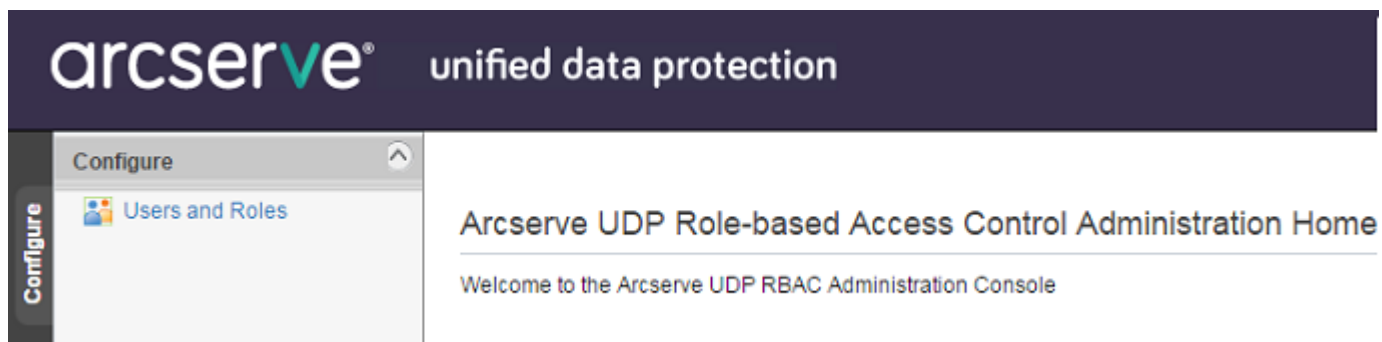 arcserve® unified data protection
Configure
Configure
Users and Roles
Arcserve UDP Role-based Access Control Administration Home
Welcome to the Arcserve UDP RBAC Administration Console